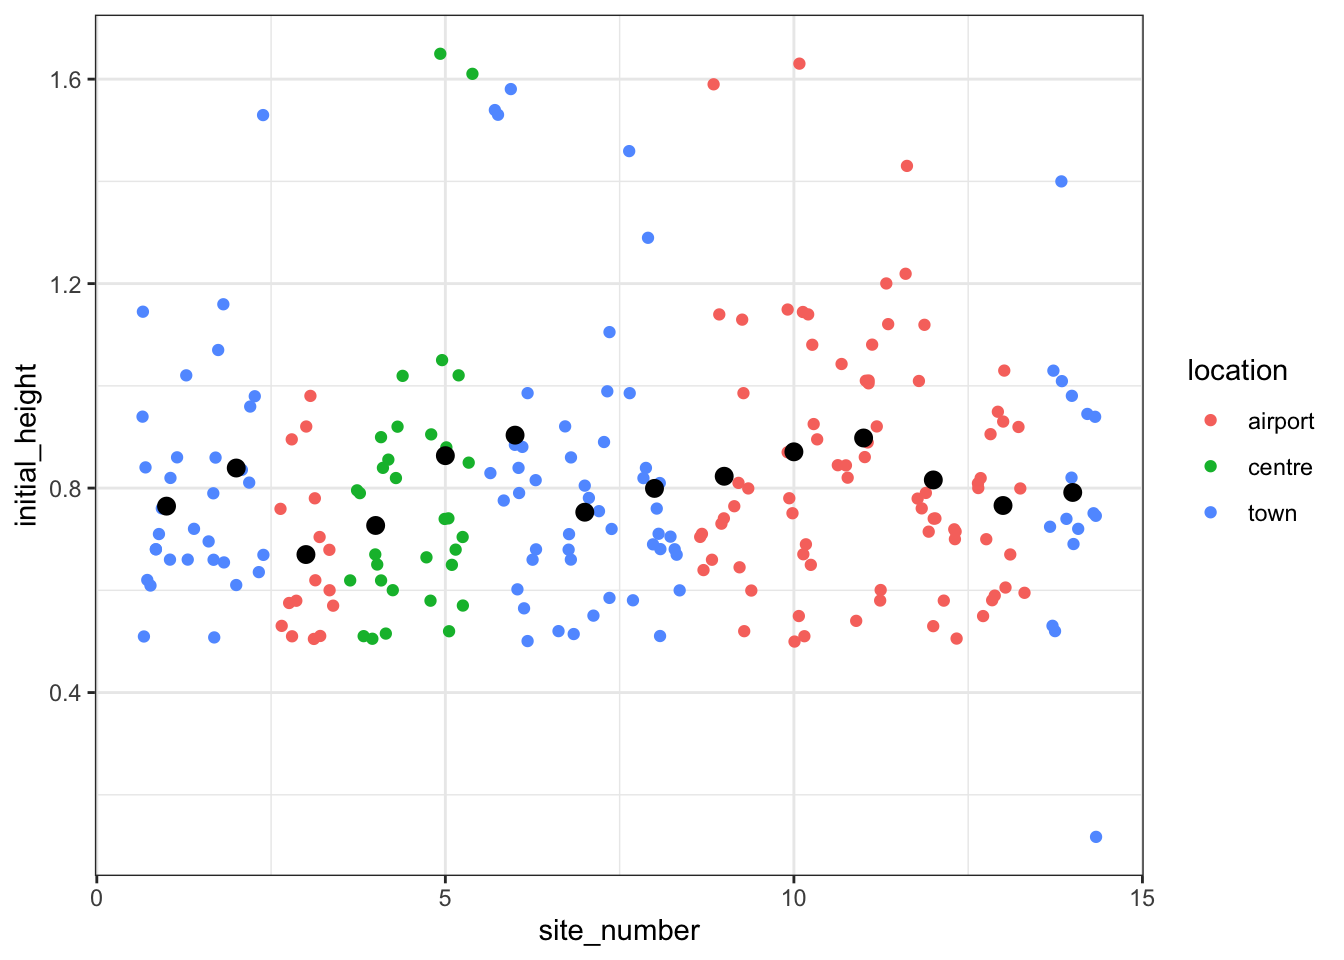 1.6
1.2
0.8
0.4
initial_height
0
5
10
15
site_number
location
airport
centre
town